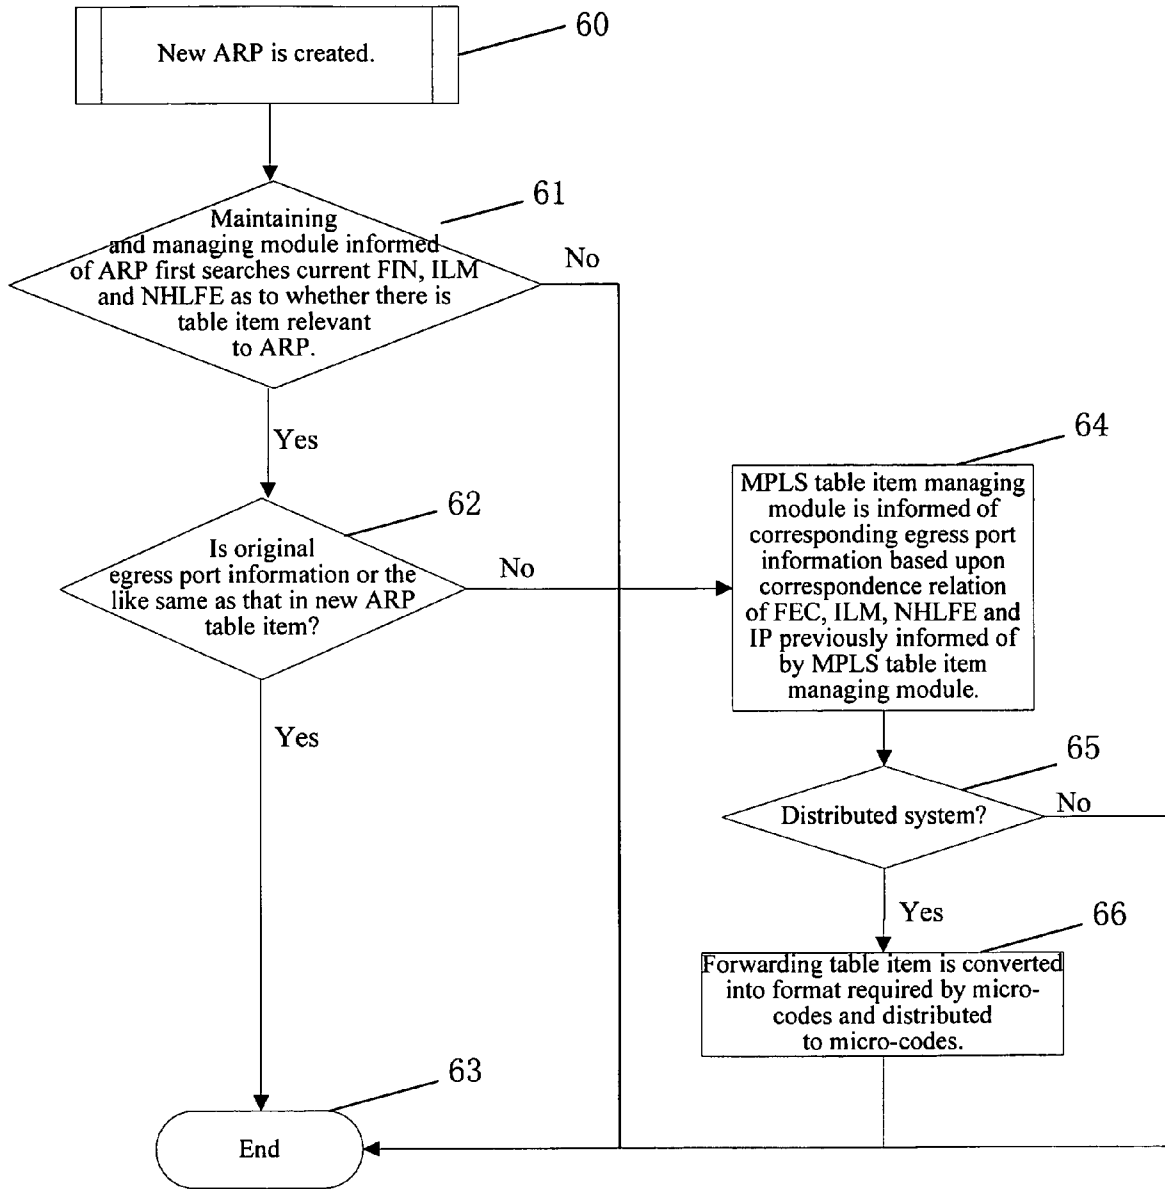 60
New ARP is created.
61
Maintaining
and managing module informed
of ARP first searches current FIN, ILM
and NHLFE as to whether there is
table item relevant
to ARP.
No
Yes
62
Is original
egress port information or the
like same as that in new ARP
table item?
No
Yes
64
MPLS table item managing
module is informed of
corresponding egress port
information based upon
correspondence relation
of FEC, ILM, NHLFE and
IP previously informed of
by MPLS table item
managing module.
65
Distributed system?
No
Yes
66
Forwarding table item is converted
into format required by micro-
codes and distributed
to micro-codes.
63
End